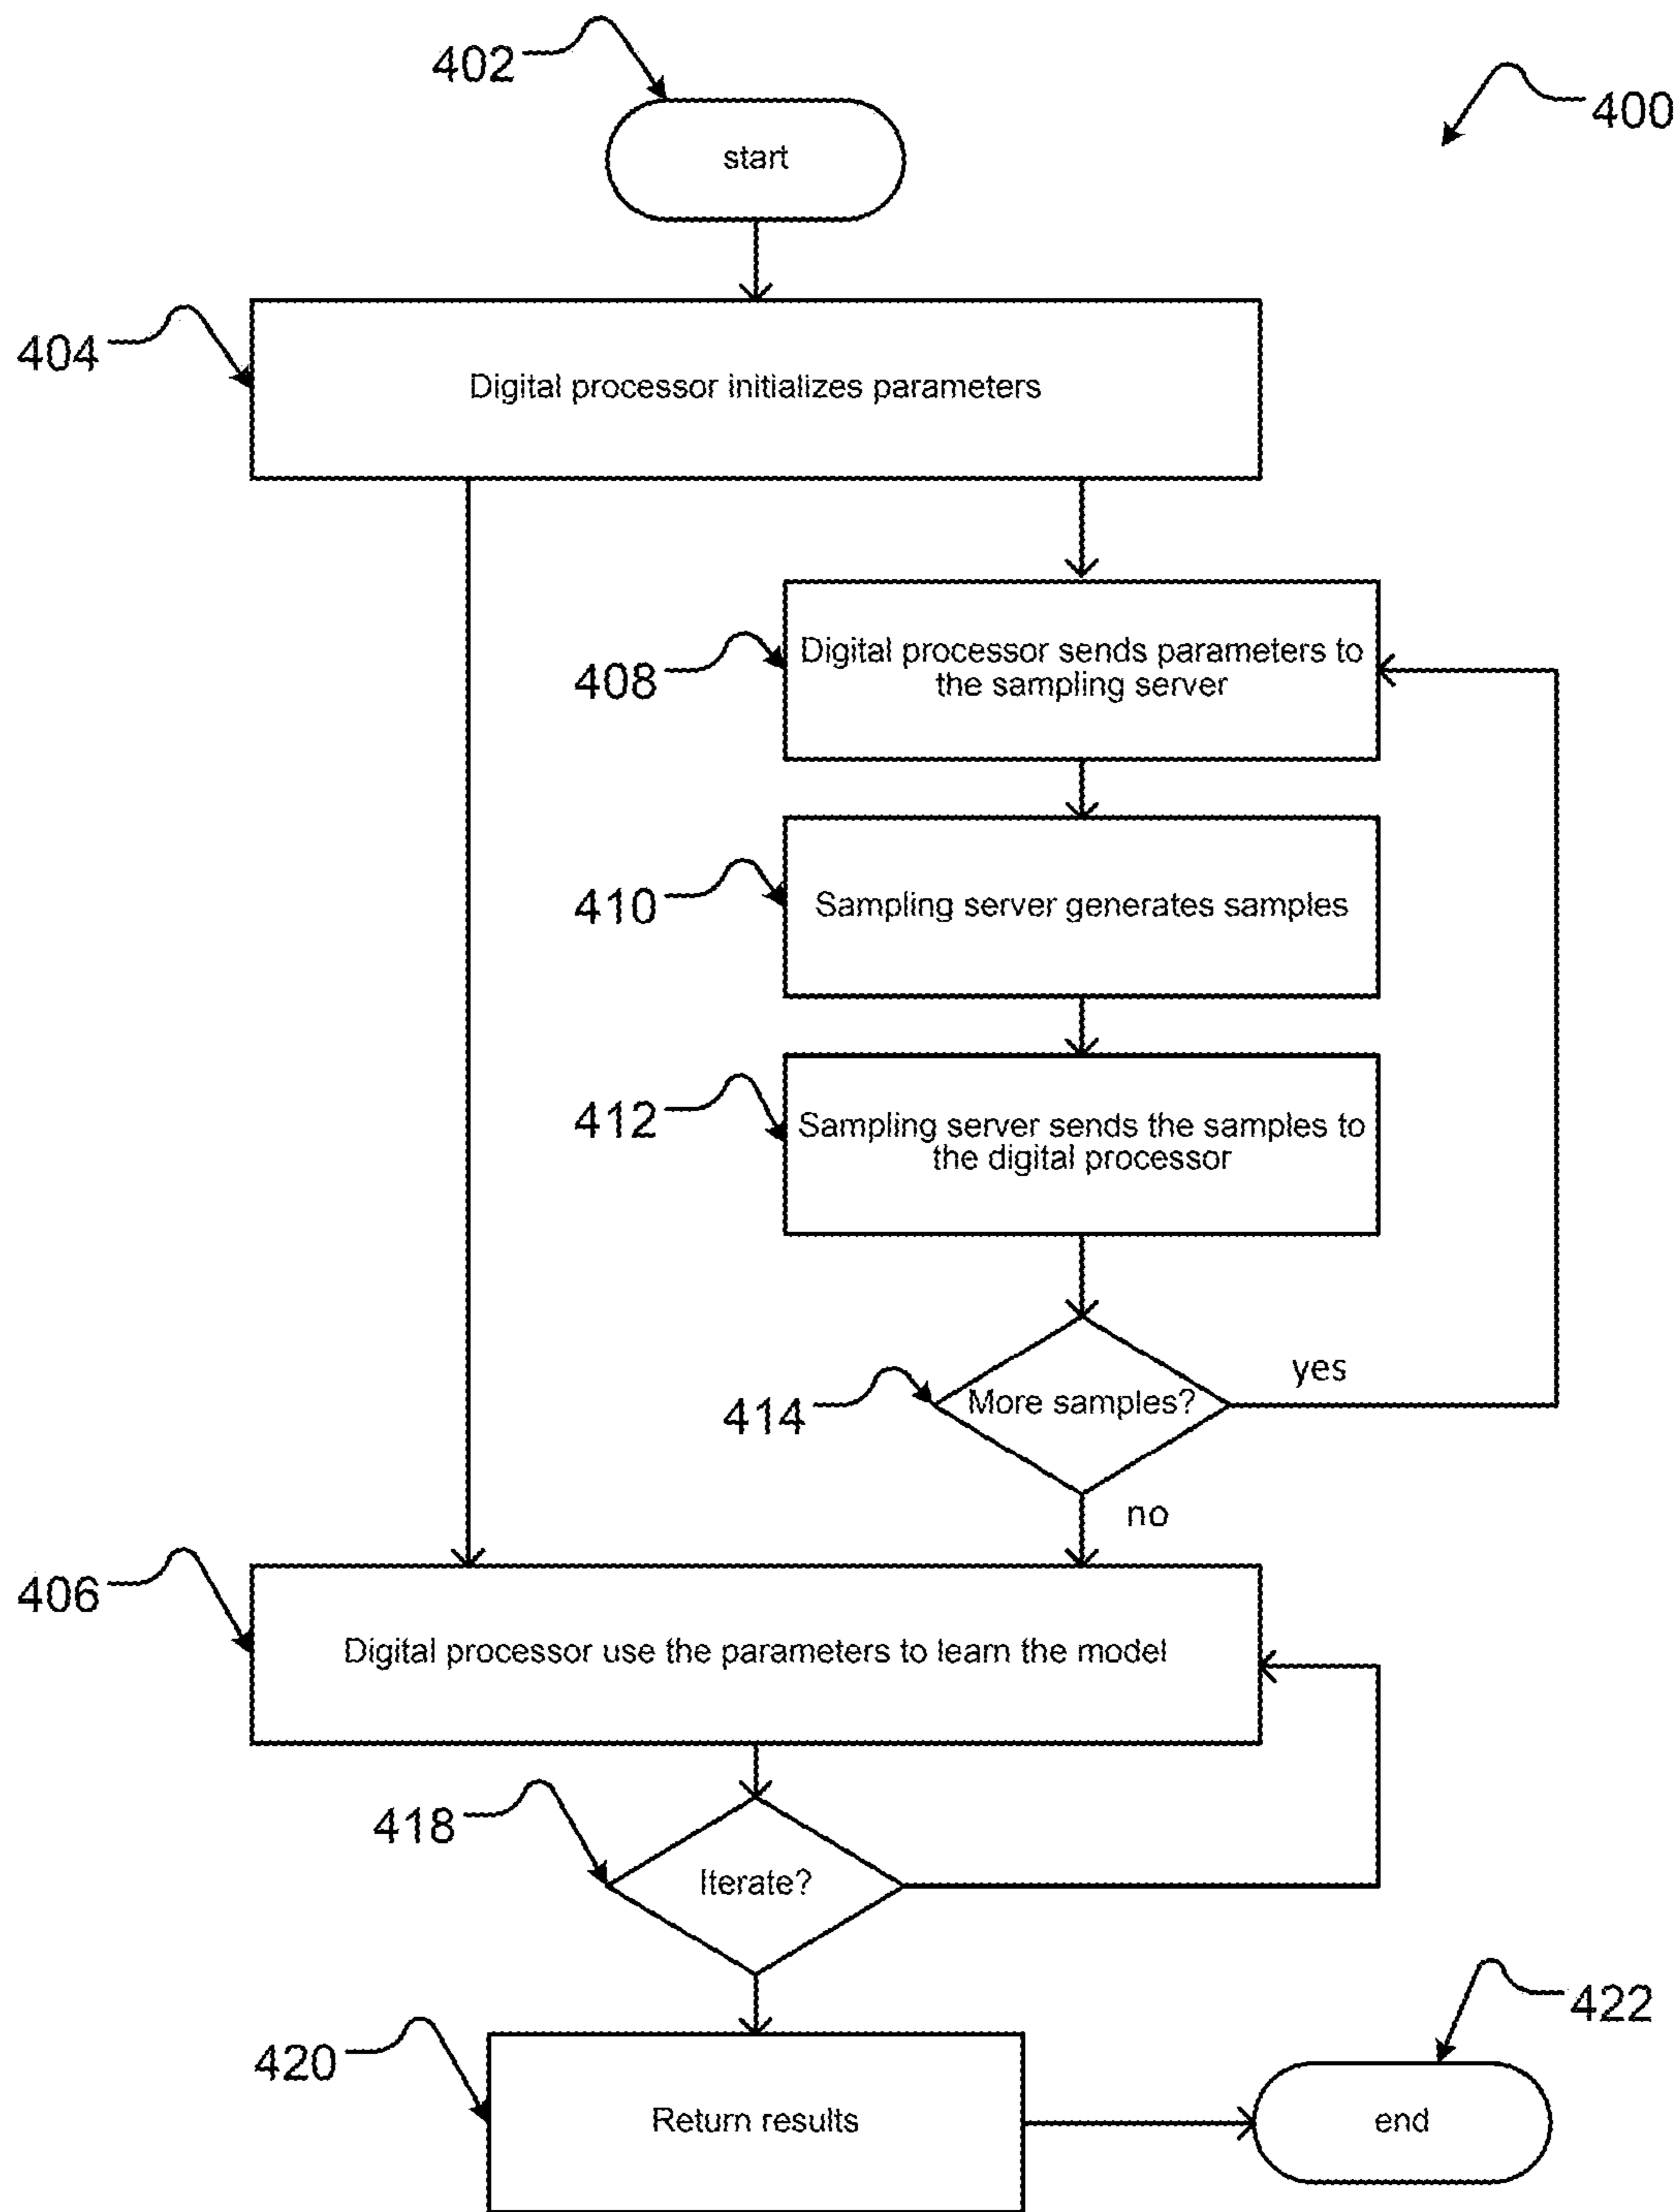 402
400
start
404
Digital processor initializes parameters
408
Digital processor sends parameters to
the sampling server
410
Sampling server generates samples
412
Sampling server sends the samples to
the digital processor
414
More samples?
yes
no
406
Digital processor use the parameters to learn the model
418
Iterate?
422
420
Return results
end